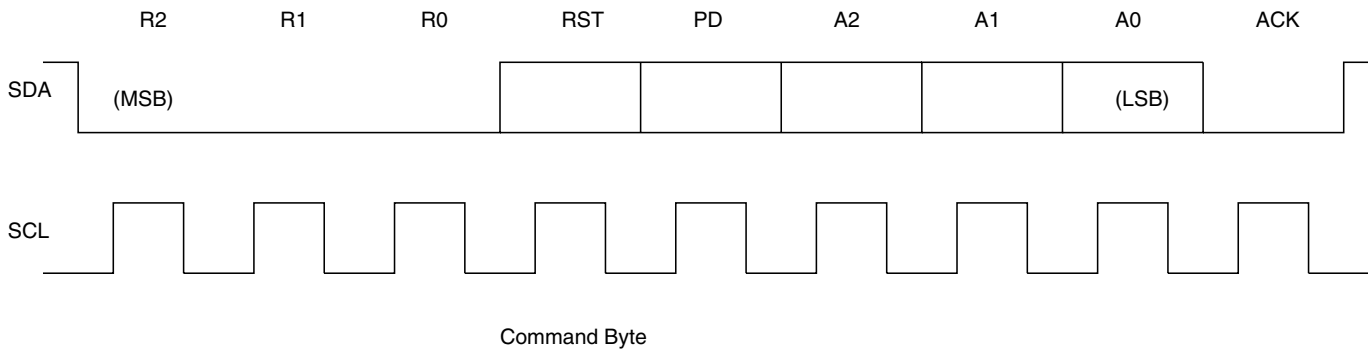 R2 R1 R0 RST PD A2 A1 A0 ACK
SDA (MSB) (LSB)
SCL
Command Byte